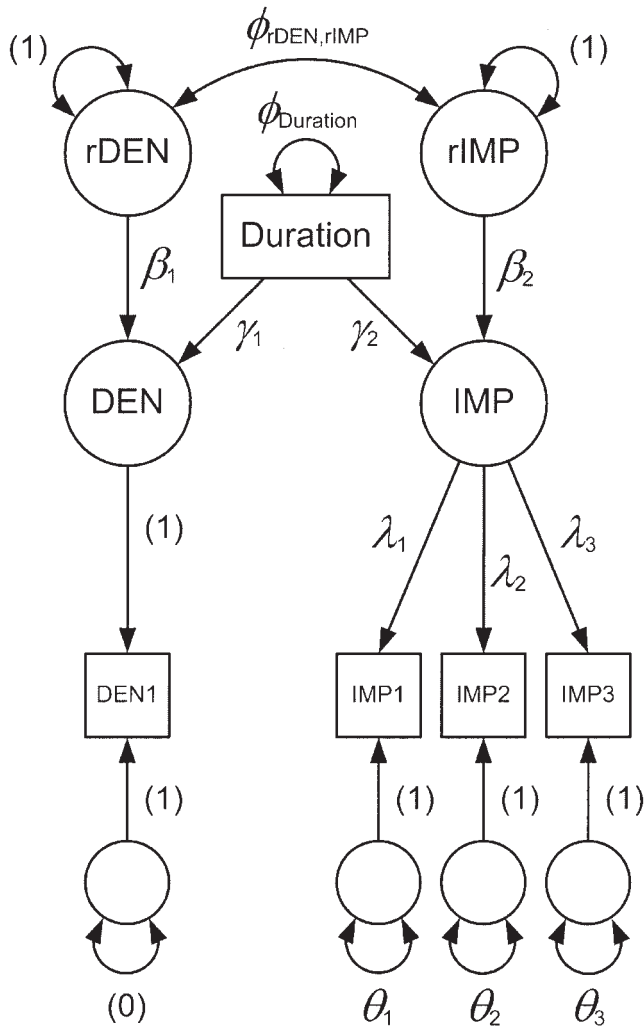 ϕrDEN,rIMP
(1) (1)
ϕDuration
rDEN rIMP
Duration
β1 β2
γ1 γ2
DEN IMP
(1) λ1 λ2 λ3
DEN1 IMP1 IMP2 IMP3
(1) (1) (1) (1)
(0) θ1 θ2 θ3